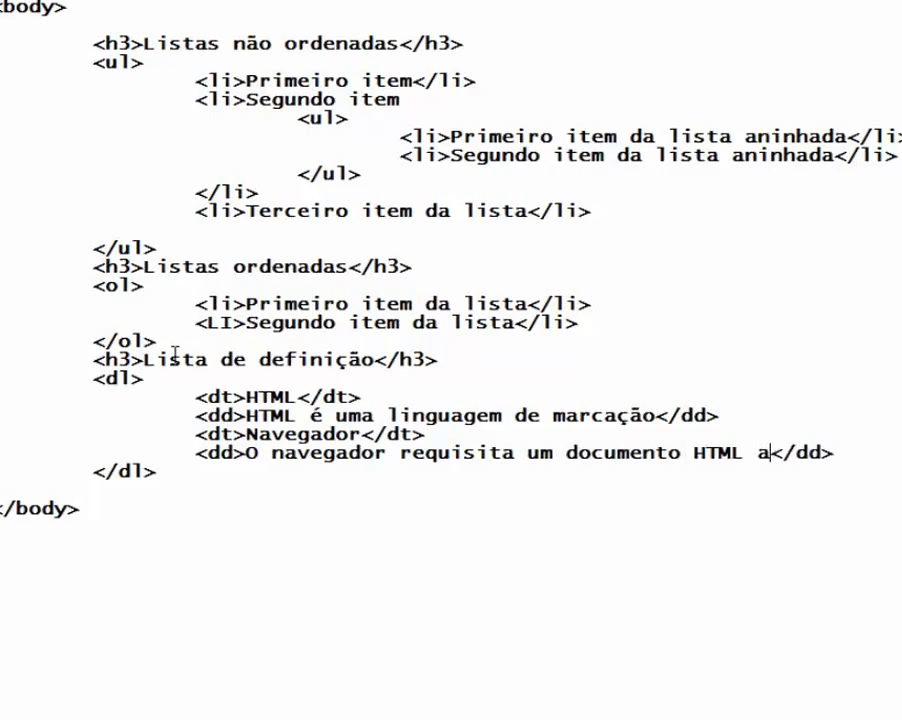 <body>
<h3>Listas não ordenadas</h3>
<ul>
<li>Primeiro item</li>
<li>Segundo item
<ul>
<li>Primeiro item da lista aninhada</li
<li>Segundo item da lista aninhada</li>
</ul>
</li>
<li>Terceiro item da lista</li>
</ul>
<h3>Listas ordenadas</h3>
<ol>
<li>Primeiro item da lista</li>
<LI>Segundo item da lista</li>
</ol>
<h3>Lista de definição</h3>
<dl>
<dt>HTML</dt>
<dd>HTML é uma linguagem de marcação</dd>
<dt>Navegador</dt>
<dd>O navegador requisita um documento HTML a</dd>
</dl>
</body>